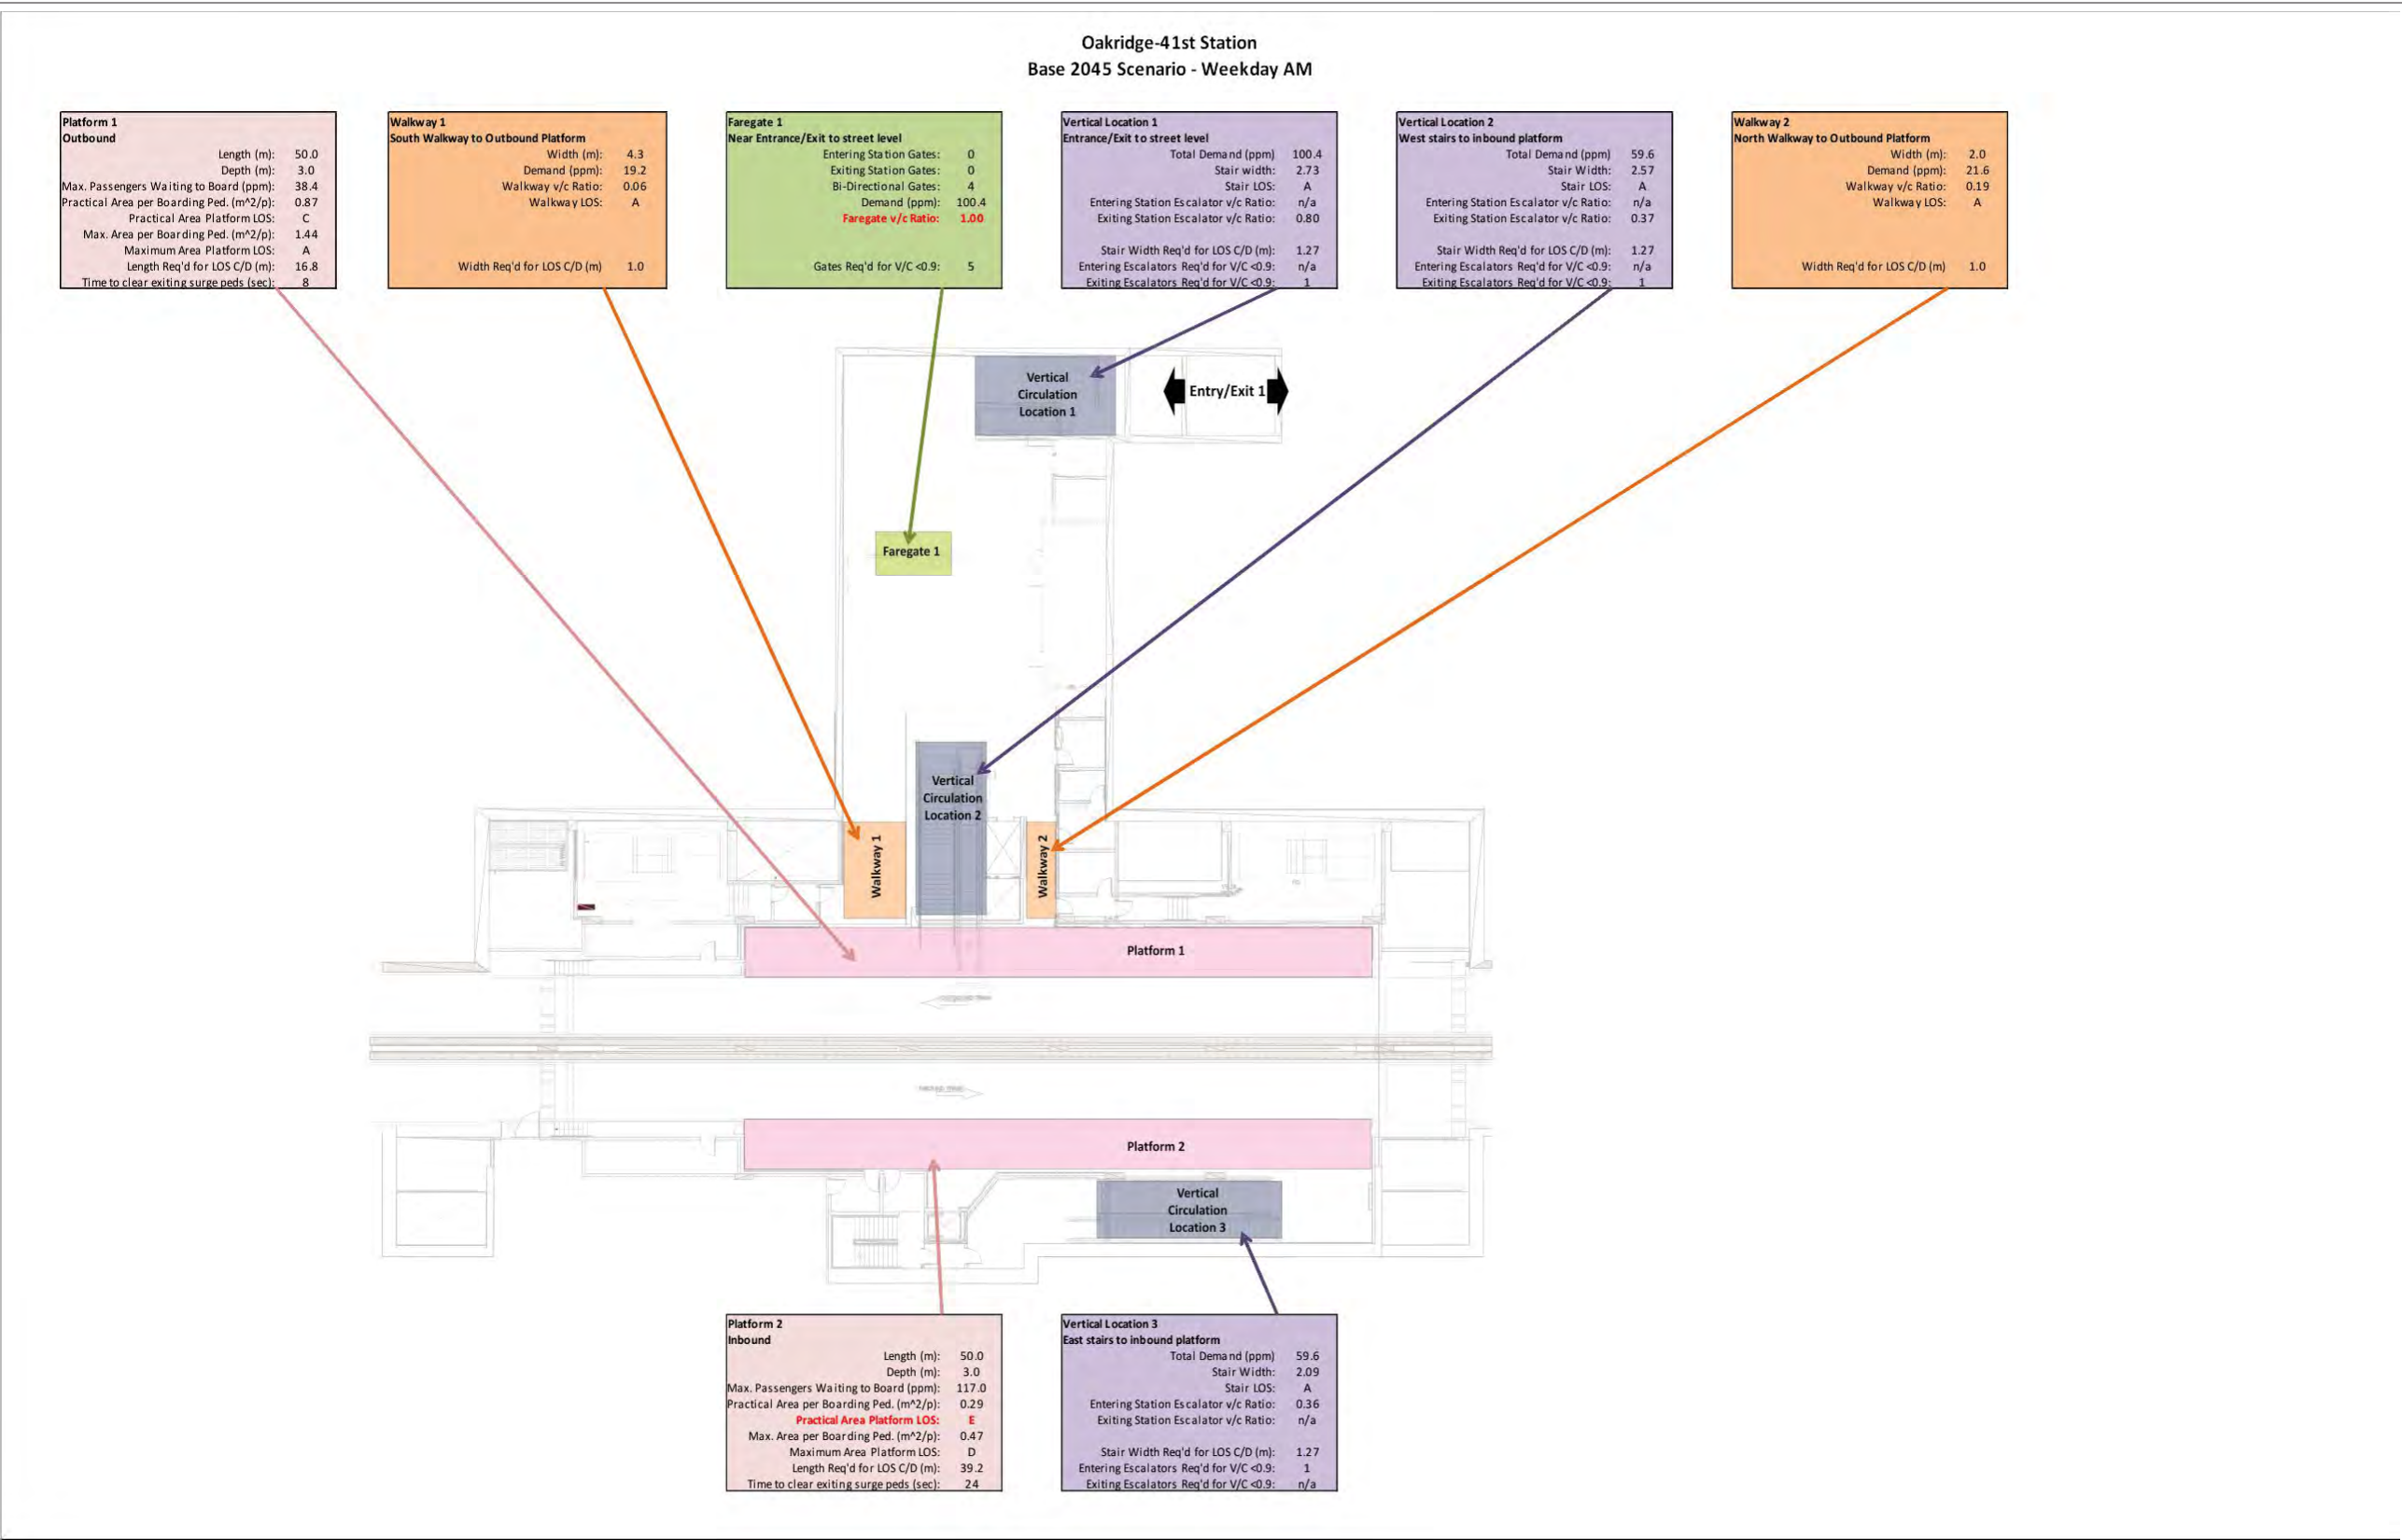 Oakridge-41st Station
Base 2045 Scenario - Weekday AM
Platform 1
Outbound
Length (m): 50.0
Depth (m): 3.0
Max. Passengers Waiting to Board (ppm): 38.4
Practical Area per Boarding Ped. (m^2/p): 0.87
Practical Area Platform LOS: C
Max. Area per Boarding Ped. (m^2/p): 1.44
Maximum Area Platform LOS: A
Length Req'd for LOS C/D (m): 16.8
Time to clear exiting surge peds (sec): 8
Walkway 1
South Walkway to Outbound Platform
Width (m): 4.3
Demand (ppm): 19.2
Walkway v/c Ratio: 0.06
Walkway LOS: A
Width Req'd for LOS C/D (m) 1.0
Faregate 1
Near Entrance/Exit to street level
Entering Station Gates: 0
Exiting Station Gates: 0
Bi-Directional Gates: 4
Demand (ppm): 100.4
Faregate v/c Ratio: 1.00
Gates Req'd for V/C <0.9: 5
Vertical Location 1
Entrance/Exit to street level
Total Demand (ppm) 100.4
Stair width: 2.73
Stair LOS: A
Entering Station Escalator v/c Ratio: n/a
Exiting Station Escalator v/c Ratio: 0.80
Stair Width Req'd for LOS C/D (m): 1.27
Entering Escalators Req'd for V/C <0.9: n/a
Exiting Escalators Req'd for V/C <0.9: 1
Vertical Location 2
West stairs to inbound platform
Total Demand (ppm) 59.6
Stair Width: 2.57
Stair LOS: A
Entering Station Escalator v/c Ratio: n/a
Exiting Station Escalator v/c Ratio: 0.37
Stair Width Req'd for LOS C/D (m): 1.27
Entering Escalators Req'd for V/C <0.9: n/a
Exiting Escalators Req'd for V/C <0.9: 1
Walkway 2
North Walkway to Outbound Platform
Width (m): 2.0
Demand (ppm): 21.6
Walkway v/c Ratio: 0.19
Walkway LOS: A
Width Req'd for LOS C/D (m) 1.0
Vertical
Circulation
Location 1
Entry/Exit 1
Faregate 1
Vertical
Circulation
Location 2
Walkway 1
Walkway 2
Platform 1
Platform 2
Vertical
Circulation
Location 3
Platform 2
Inbound
Length (m): 50.0
Depth (m): 3.0
Max. Passengers Waiting to Board (ppm): 117.0
Practical Area per Boarding Ped. (m^2/p): 0.29
Practical Area Platform LOS: E
Max. Area per Boarding Ped. (m^2/p): 0.47
Maximum Area Platform LOS: D
Length Req'd for LOS C/D (m): 39.2
Time to clear exiting surge peds (sec): 24
Vertical Location 3
East stairs to inbound platform
Total Demand (ppm) 59.6
Stair Width: 2.09
Stair LOS: A
Entering Station Escalator v/c Ratio: 0.36
Exiting Station Escalator v/c Ratio: n/a
Stair Width Req'd for LOS C/D (m): 1.27
Entering Escalators Req'd for V/C <0.9: 1
Exiting Escalators Req'd for V/C <0.9: n/a